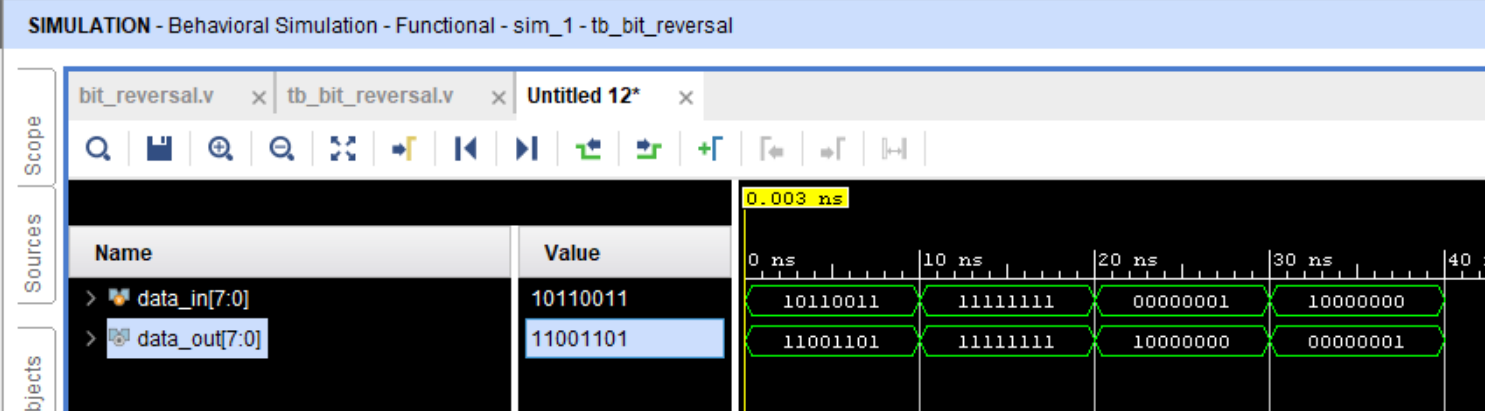 SIMULATION - Behavioral Simulation - Functional - sim_1 - tb_bit_reversal
bit_reversal.v tb_bit_reversal.v Untitled 12*
Scope
Sources
bjects
0.003 ns
Name Value
0 ns 10 ns 20 ns 30 ns 40
data_in[7:0] 10110011 10110011 11111111 00000001 10000000
data_out[7:0] 11001101 11001101 11111111 10000000 00000001